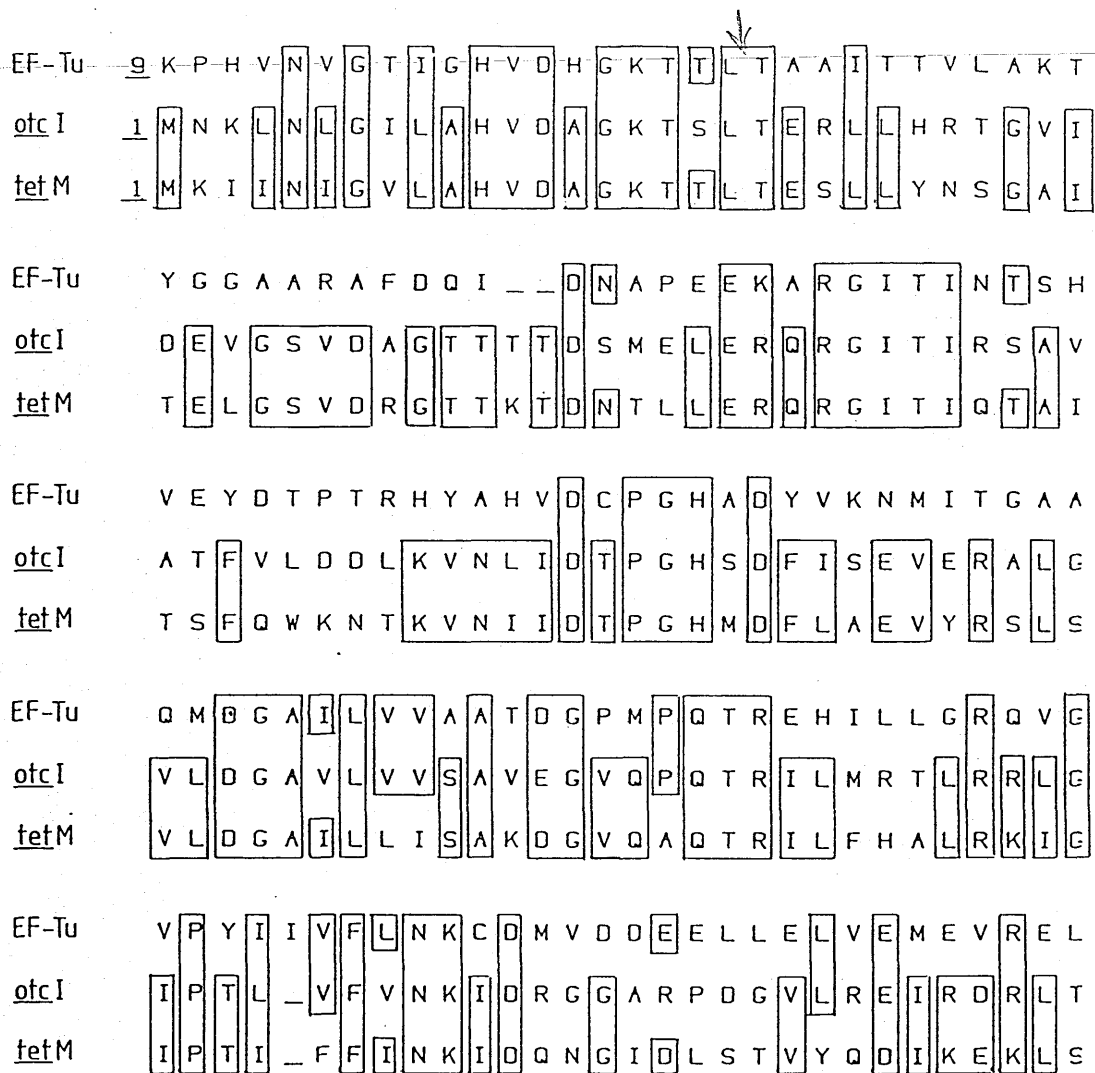 EF-Tu 9 K P H V N V G T I G H V D H G K T T L T A A I T T V L A K T
otc I 1 M N K L N L G I L A H V D A G K T S L T E R L L H R T G V I
tet M 1 M K I I N I G V L A H V D A G K T T L T E S L L Y N S G A I
EF-Tu Y G G A A R A F D Q I _ _ D N A P E E K A R G I T I N T S H
otc I D E V G S V D A G T T T T D S M E L E R Q R G I T I R S A V
tet M T E L G S V D R G T T K T D N T L L E R Q R G I T I Q T A I
EF-Tu V E Y D T P T R H Y A H V D C P G H A D Y V K N M I T G A A
otc I A T F V L D D L K V N L I D T P G H S D F I S E V E R A L G
tet M T S F Q W K N T K V N I I D T P G H M D F L A E V Y R S L S
EF-Tu Q M D G A I L V V A A T D G P M P Q T R E H I L L G R Q V G
otc I V L D G A V L V V S A V E G V Q P Q T R I L M R T L R R L G
tet M V L D G A I L L I S A K D G V Q A Q T R I L F H A L R K I G
EF-Tu V P Y I I V F L N K C D M V D D E E L L E L V E M E V R E L
otc I I P T L _ V F V N K I D R G G A R P D G V L R E I R D R L T
tet M I P T I _ F F I N K I D Q N G I D L S T V Y Q D I K E K L S